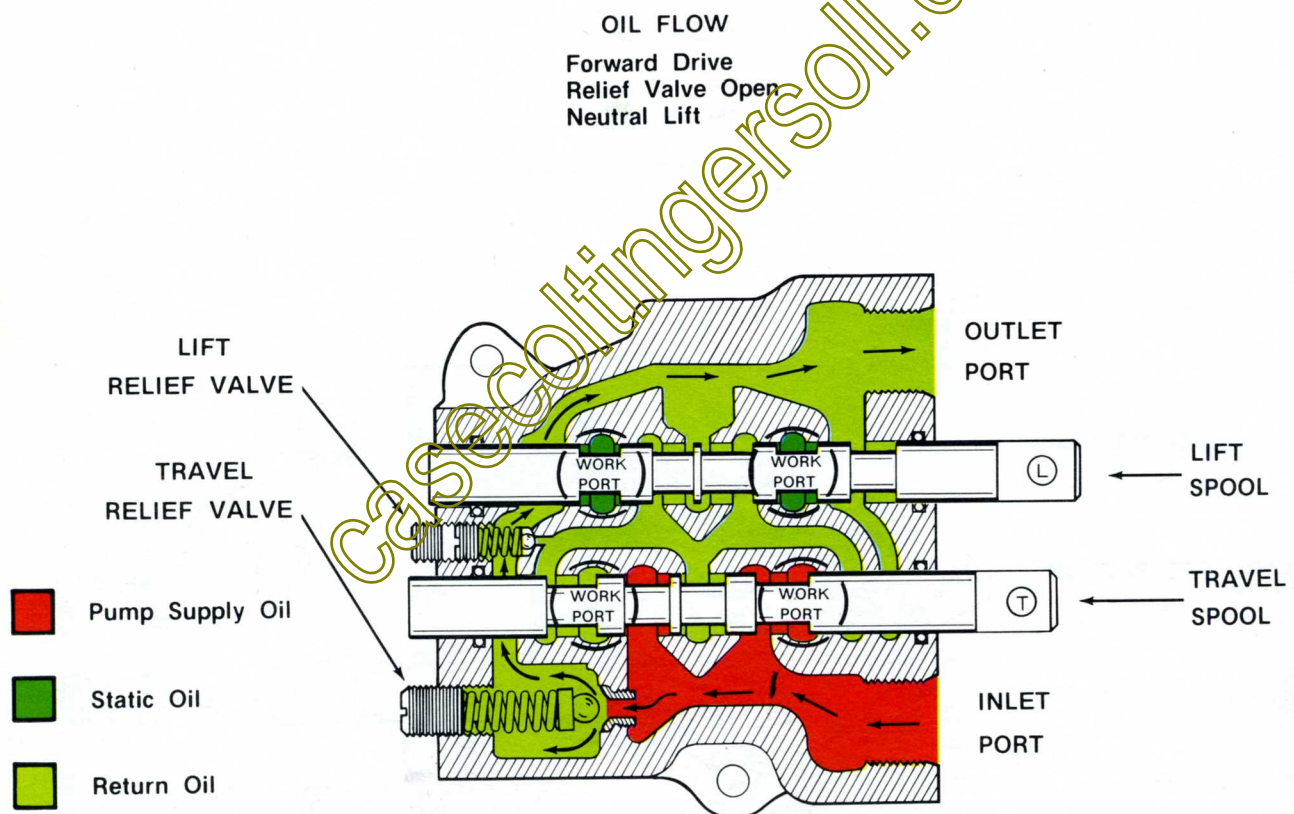 OIL FLOW
Forward Drive
Relief Valve Open
Neutral Lift
LIFT
RELIEF VALVE
TRAVEL
RELIEF VALVE
OUTLET
PORT
WORK
PORT
WORK
PORT
L
LIFT
SPOOL
WORK
PORT
WORK
PORT
T
TRAVEL
SPOOL
INLET
PORT
Pump Supply Oil
Static Oil
Return Oil
casecoltingersoll.c